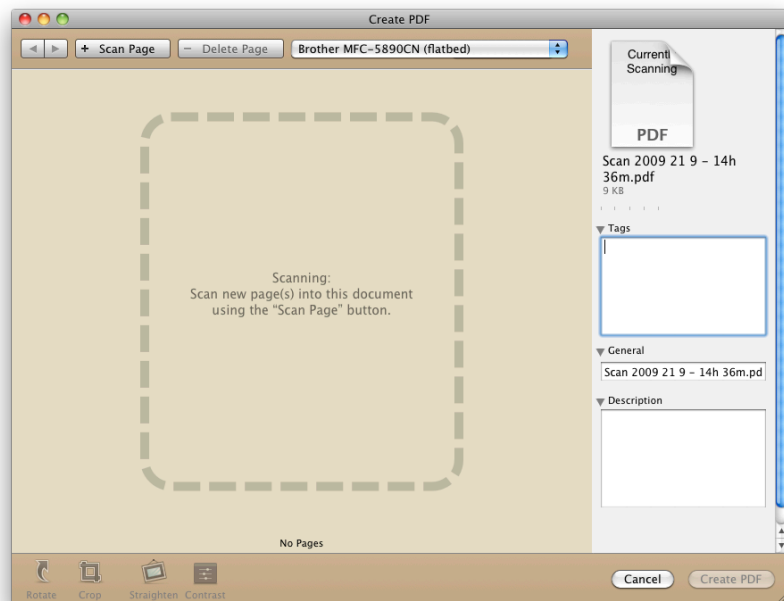 Create PDF
+ Scan Page
− Delete Page
Brother MFC-5890CN (flatbed)
Scanning:
Scan new page(s) into this document
using the “Scan Page” button.
No Pages
Rotate
Crop
Straighten
Contrast
Scanning
PDF
Scan 2009 21 9 – 14h
36m.pdf
9 KB
Tags
General
Scan 2009 21 9 – 14h 36m.pd
Description
Cancel
Create PDF